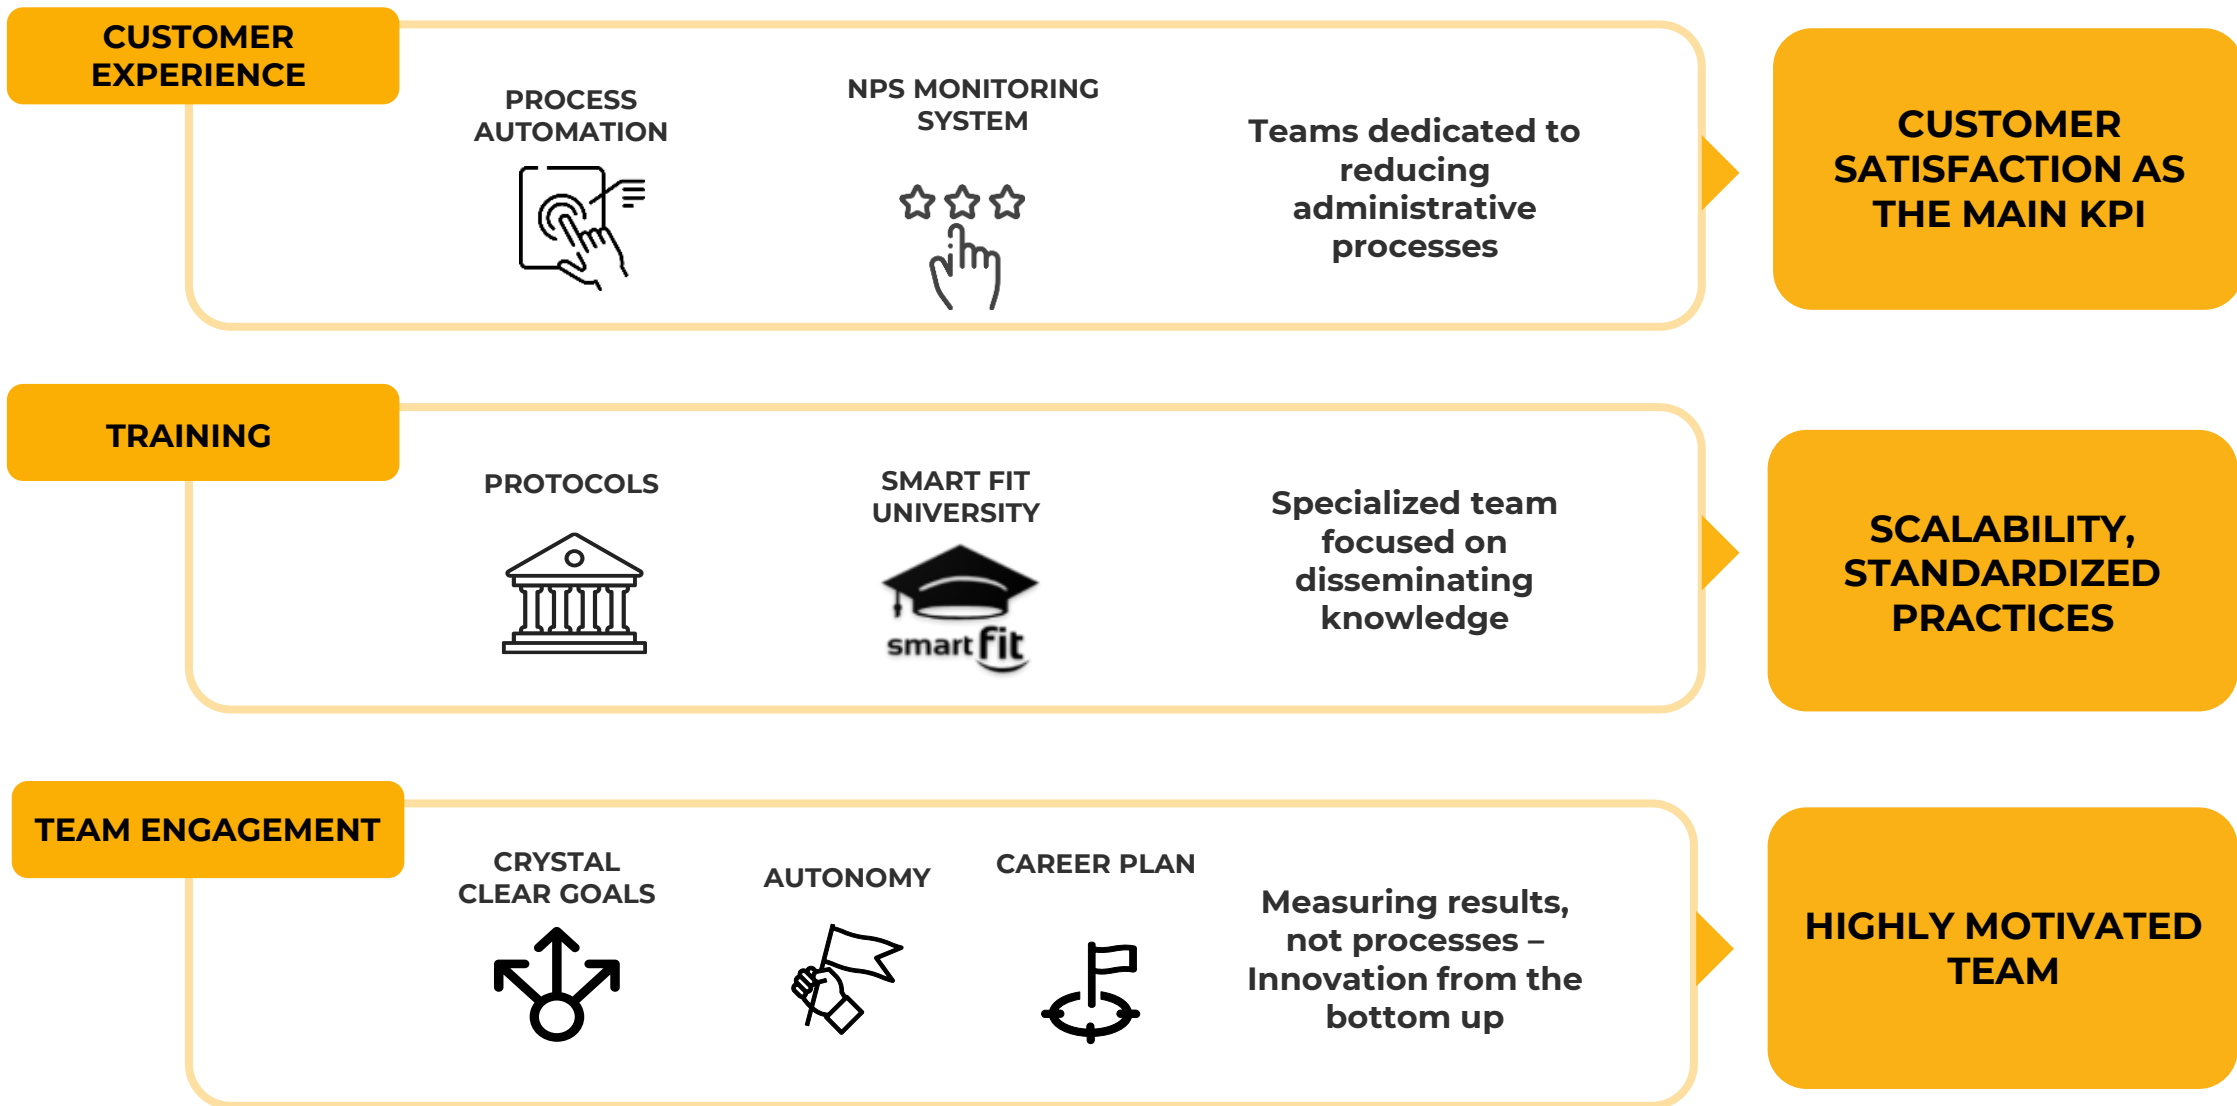 CUSTOMER
EXPERIENCE
PROCESS
AUTOMATION
NPS MONITORING
SYSTEM
Teams dedicated to
reducing
administrative
processes
CUSTOMER
SATISFACTION AS
THE MAIN KPI
TRAINING
PROTOCOLS
SMART FIT
UNIVERSITY
smart fit
Specialized team
focused on
disseminating
knowledge
SCALABILITY,
STANDARDIZED
PRACTICES
TEAM ENGAGEMENT
CRYSTAL
CLEAR GOALS
AUTONOMY
CAREER PLAN
Measuring results,
not processes –
Innovation from the
bottom up
HIGHLY MOTIVATED
TEAM